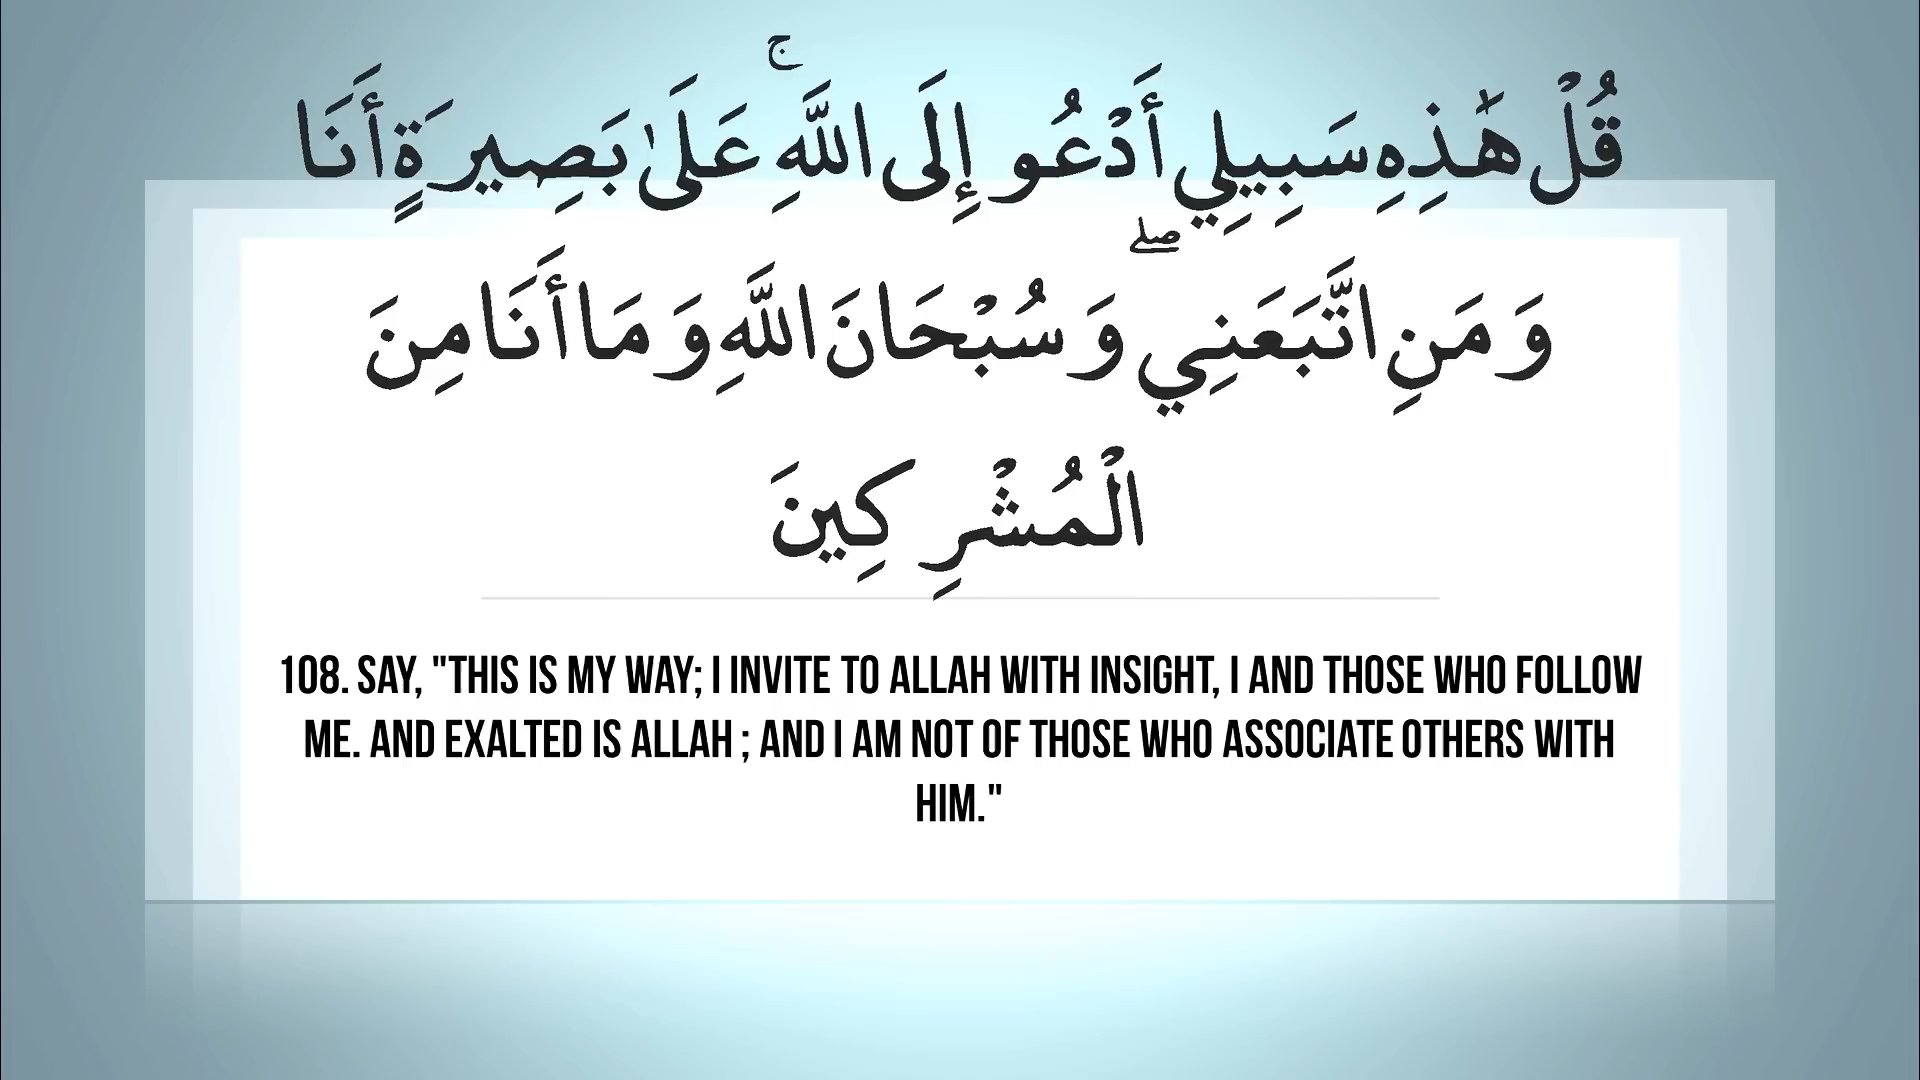 قُلْ هَٰذِهِ سَبِيلِي أَدْعُو إِلَى اللَّهِ ۚ عَلَىٰ بَصِيرَةٍ أَنَا
وَمَنِ اتَّبَعَنِي ۖ وَسُبْحَانَ اللَّهِ وَمَا أَنَا مِنَ
الْمُشْرِكِينَ
108. SAY, "THIS IS MY WAY; I INVITE TO ALLAH WITH INSIGHT, I AND THOSE WHO FOLLOW
ME. AND EXALTED IS ALLAH ; AND I AM NOT OF THOSE WHO ASSOCIATE OTHERS WITH
HIM."